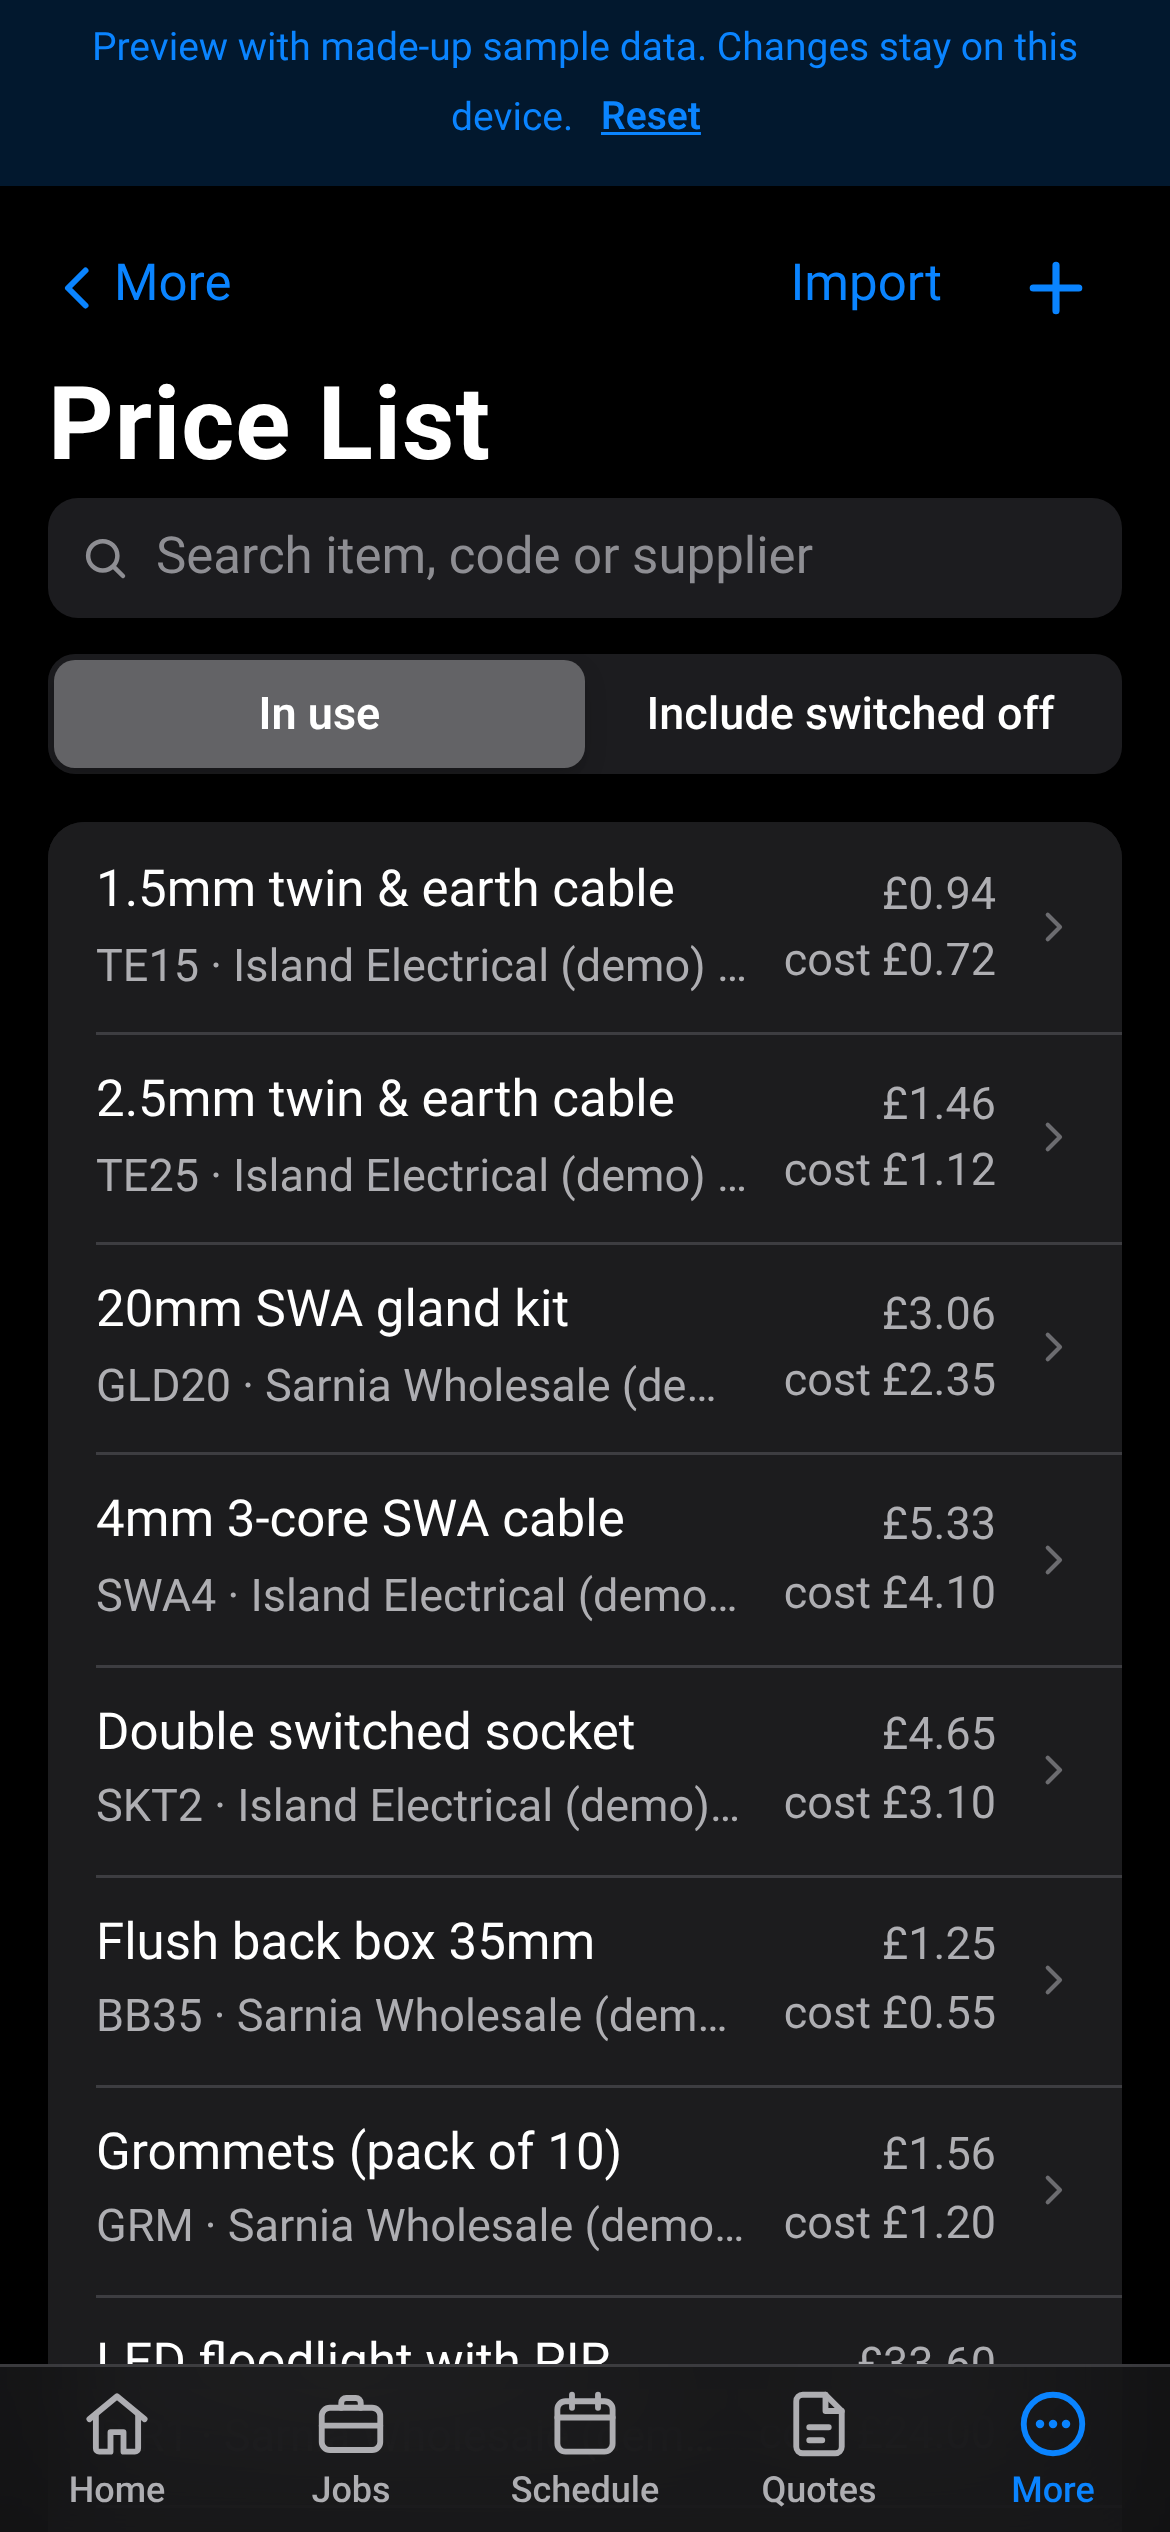 Preview with made-up sample data. Changes stay on this
device. Reset
More
Import
Price List
Search item, code or supplier
In use
Include switched off
1.5mm twin & earth cable
£0.94
TE15 · Island Electrical (demo) ...
cost £0.72
2.5mm twin & earth cable
£1.46
TE25 · Island Electrical (demo) ...
cost £1.12
20mm SWA gland kit
£3.06
GLD20 · Sarnia Wholesale (de...
cost £2.35
4mm 3-core SWA cable
£5.33
SWA4 · Island Electrical (demo...
cost £4.10
Double switched socket
£4.65
SKT2 · Island Electrical (demo)...
cost £3.10
Flush back box 35mm
£1.25
BB35 · Sarnia Wholesale (dem...
cost £0.55
Grommets (pack of 10)
£1.56
GRM · Sarnia Wholesale (demo...
cost £1.20
LED floodlight with PIR
£33.60
Home
Jobs
Schedule
Quotes
More